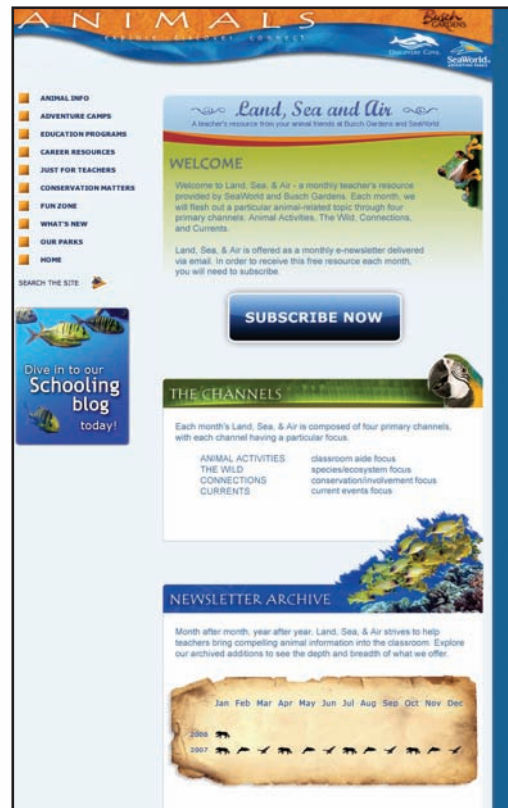 ANIMALS
explore. discover. connect
Busch
GARDENS
DISCOVERY COVE
SeaWorld
ADVENTURE PARKS
ANIMAL INFO
ADVENTURE CAMPS
EDUCATION PROGRAMS
CAREER RESOURCES
JUST FOR TEACHERS
CONSERVATION MATTERS
FUN ZONE
WHAT'S NEW
OUR PARKS
HOME
SEARCH THE SITE
Dive in to our
Schooling
blog
today!
Land, Sea and Air
A teacher's resource from your animal friends at Busch Gardens and SeaWorld
WELCOME
Welcome to Land, Sea, & Air - a monthly teacher's resource
provided by SeaWorld and Busch Gardens. Each month, we
will flesh out a particular animal-related topic through four
primary channels: Animal Activities, The Wild, Connections,
and Currents.
Land, Sea, & Air is offered as a monthly e-newsletter delivered
via email. In order to receive this free resource each month,
you will need to subscribe.
SUBSCRIBE NOW
THE CHANNELS
Each month's Land, Sea, & Air is composed of four primary channels,
with each channel having a particular focus.
ANIMAL ACTIVITIES classroom aide focus
THE WILD species/ecosystem focus
CONNECTIONS conservation/involvement focus
CURRENTS current events focus
NEWSLETTER ARCHIVE
Month after month, year after year, Land, Sea, & Air strives to help
teachers bring compelling animal information into the classroom. Explore
our archived additions to see the depth and breadth of what we offer.
Jan Feb Mar Apr May Jun Jul Aug Sep Oct Nov Dec
2008
2007